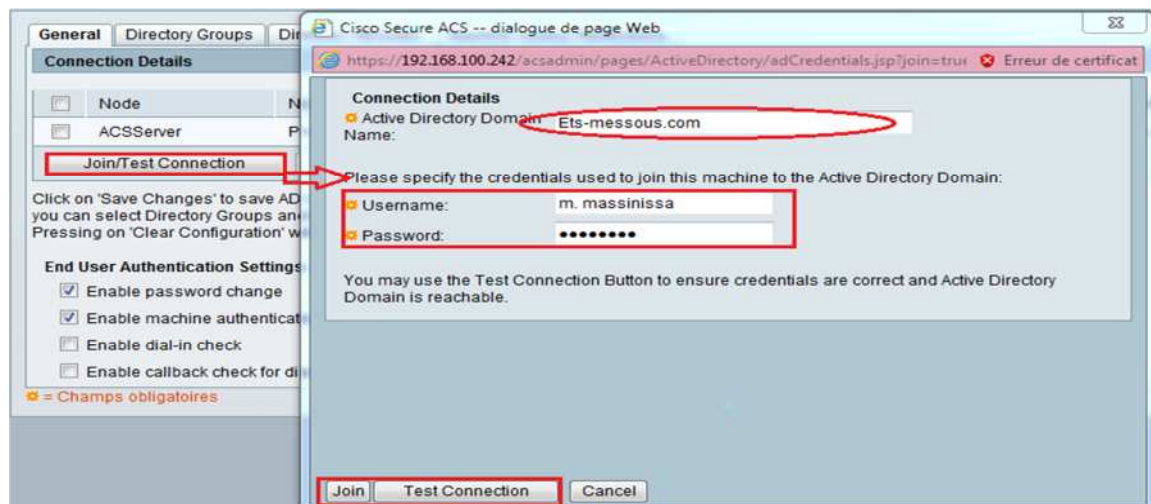 General
Directory Groups
Dir
Connection Details
Node
N
ACSServer
P
Join/Test Connection
Click on 'Save Changes' to save AD
you can select Directory Groups and
Pressing on 'Clear Configuration' w
End User Authentication Settings
Enable password change
Enable machine authenticat
Enable dial-in check
Enable callback check for di
= Champs obligatoires
Cisco Secure ACS -- dialogue de page Web
https://192.168.100.242/acsadmin/pages/ActiveDirectory/adCredentials.jsp?join=true
Erreur de certificat
Connection Details
Active Directory Domain Name:
Ets-messous.com
Please specify the credentials used to join this machine to the Active Directory Domain:
Username:
m. massinissa
Password:
••••••••
You may use the Test Connection Button to ensure credentials are correct and Active Directory
Domain is reachable.
Join
Test Connection
Cancel